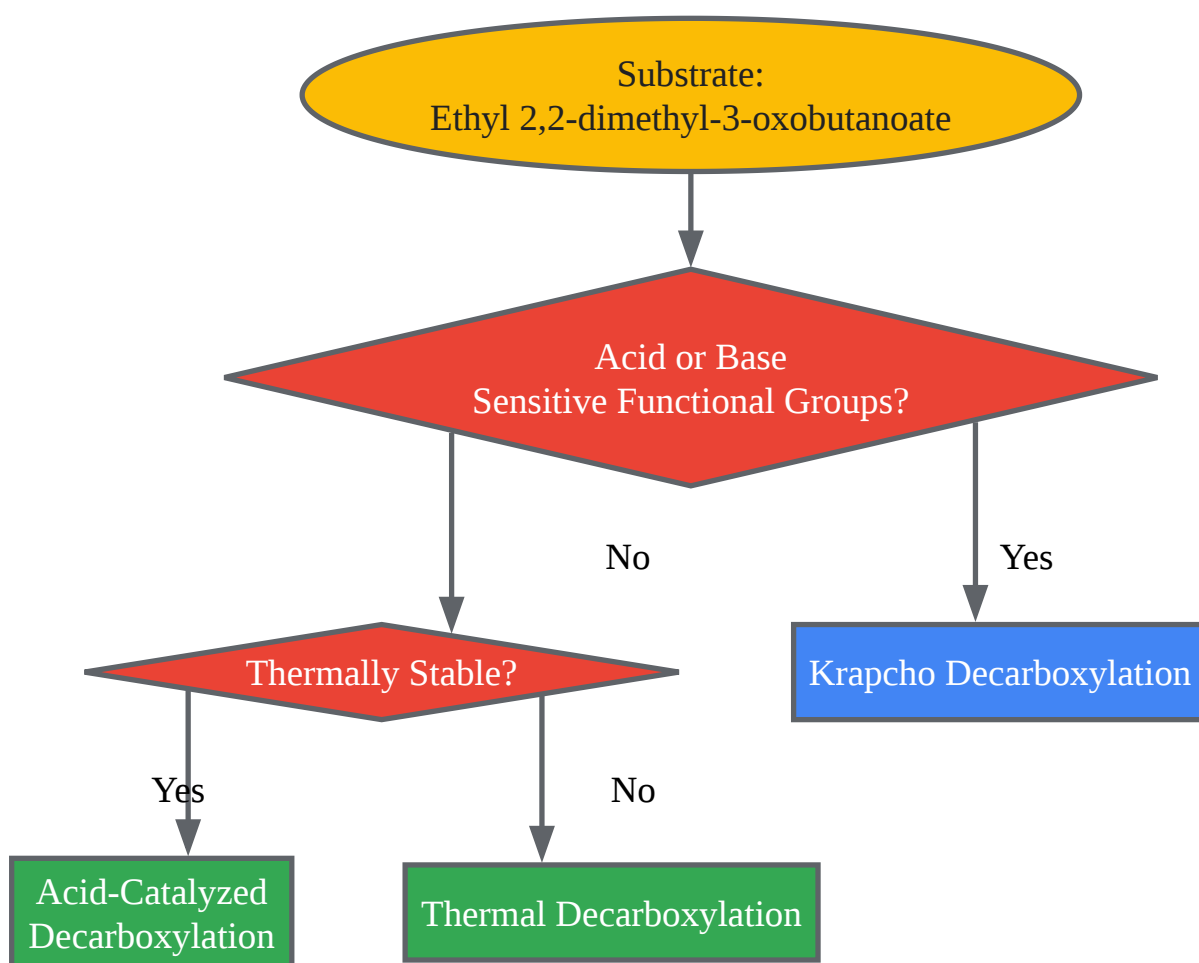 Substrate:
Ethyl 2,2-dimethyl-3-oxobutanoate
Acid or Base
Sensitive Functional Groups?
No
Yes
Thermally Stable?
Krapcho Decarboxylation
Yes
No
Acid-Catalyzed
Decarboxylation
Thermal Decarboxylation